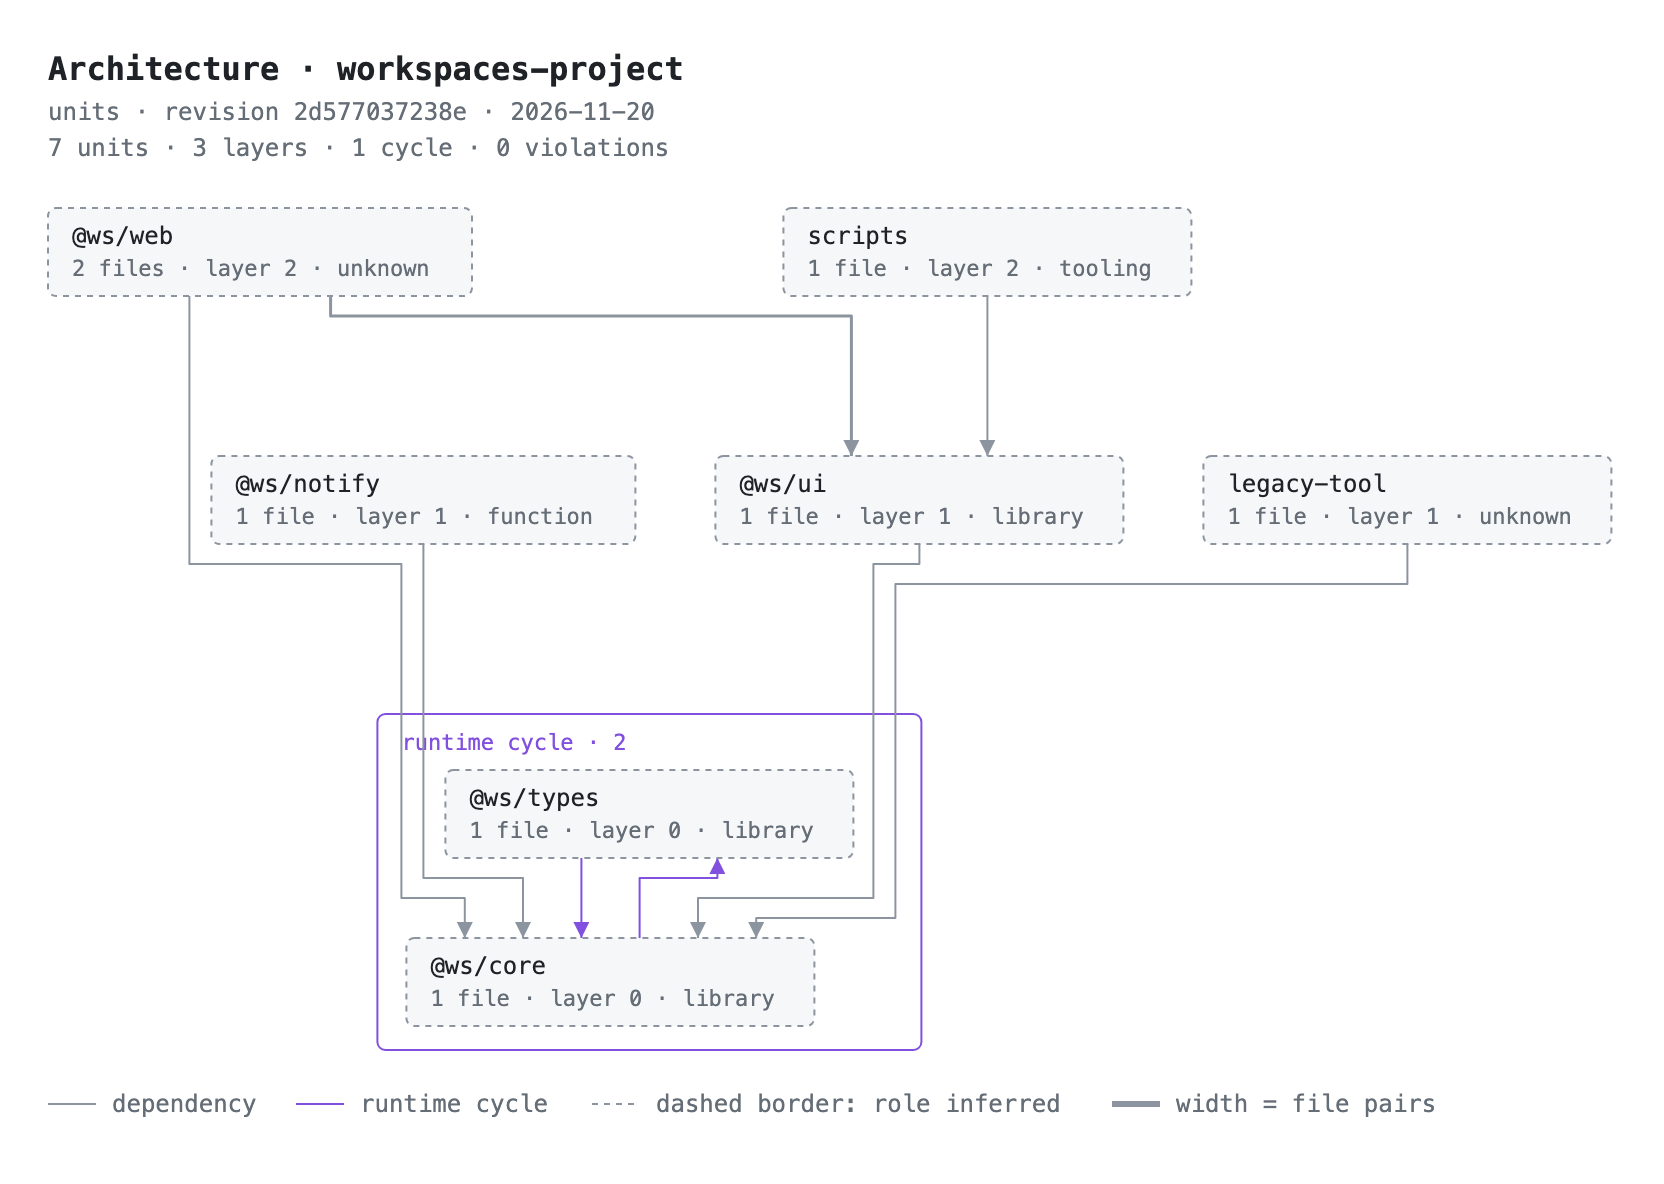 Architecture · workspaces-project
units · revision 2d577037238e · 2026-11-20
7 units · 3 layers · 1 cycle · 0 violations
@ws/web
2 files · layer 2 · unknown
scripts
1 file · layer 2 · tooling
@ws/notify
1 file · layer 1 · function
@ws/ui
1 file · layer 1 · library
legacy-tool
1 file · layer 1 · unknown
runtime cycle · 2
@ws/types
1 file · layer 0 · library
@ws/core
1 file · layer 0 · library
dependency
runtime cycle
dashed border: role inferred
width = file pairs